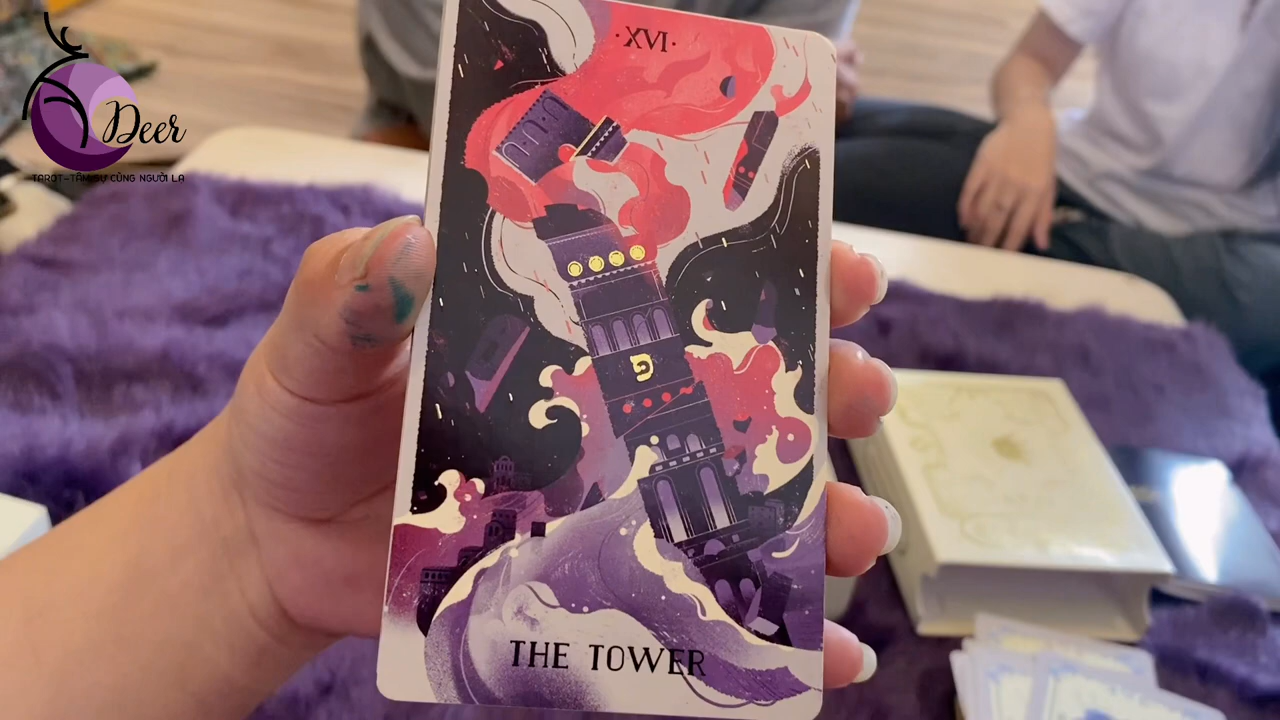 Deer
TAROT-TÂM SỰ CÙNG NGƯỜI LẠ
·XVI·
פ
THE TOWER